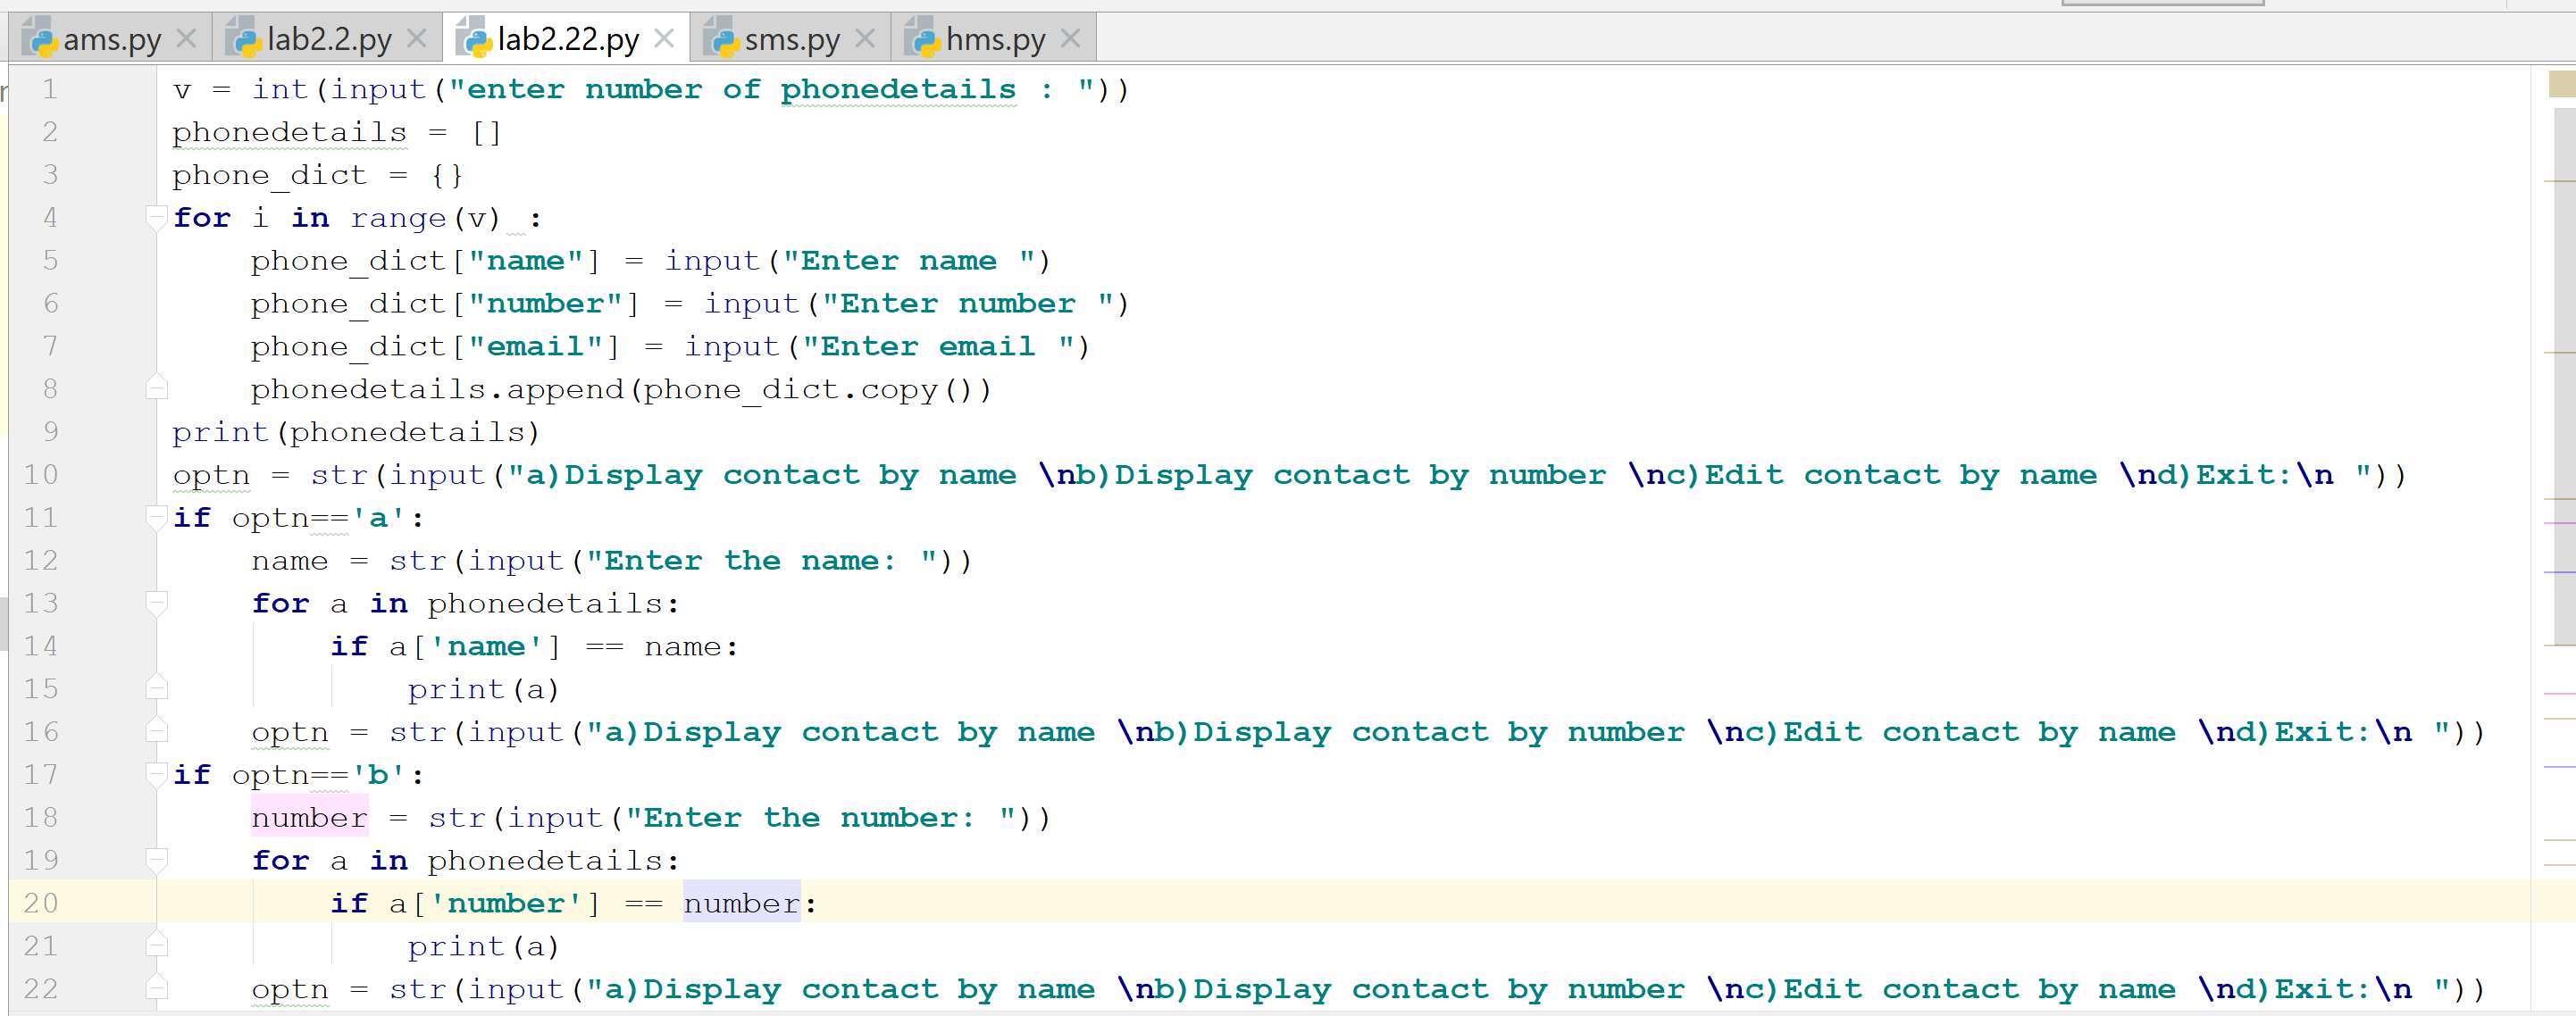 ams.py lab2.2.py lab2.22.py sms.py hms.py
1 v = int(input("enter number of phonedetails : "))
2 phonedetails = []
3 phone_dict = {}
4 for i in range(v) :
5     phone_dict["name"] = input("Enter name ")
6     phone_dict["number"] = input("Enter number ")
7     phone_dict["email"] = input("Enter email ")
8     phonedetails.append(phone_dict.copy())
9 print(phonedetails)
10 optn = str(input("a)Display contact by name \nb)Display contact by number \nc)Edit contact by name \nd)Exit:\n "))
11 if optn=='a':
12     name = str(input("Enter the name: "))
13     for a in phonedetails:
14         if a['name'] == name:
15             print(a)
16     optn = str(input("a)Display contact by name \nb)Display contact by number \nc)Edit contact by name \nd)Exit:\n "))
17 if optn=='b':
18     number = str(input("Enter the number: "))
19     for a in phonedetails:
20         if a['number'] == number:
21             print(a)
22     optn = str(input("a)Display contact by name \nb)Display contact by number \nc)Edit contact by name \nd)Exit:\n "))